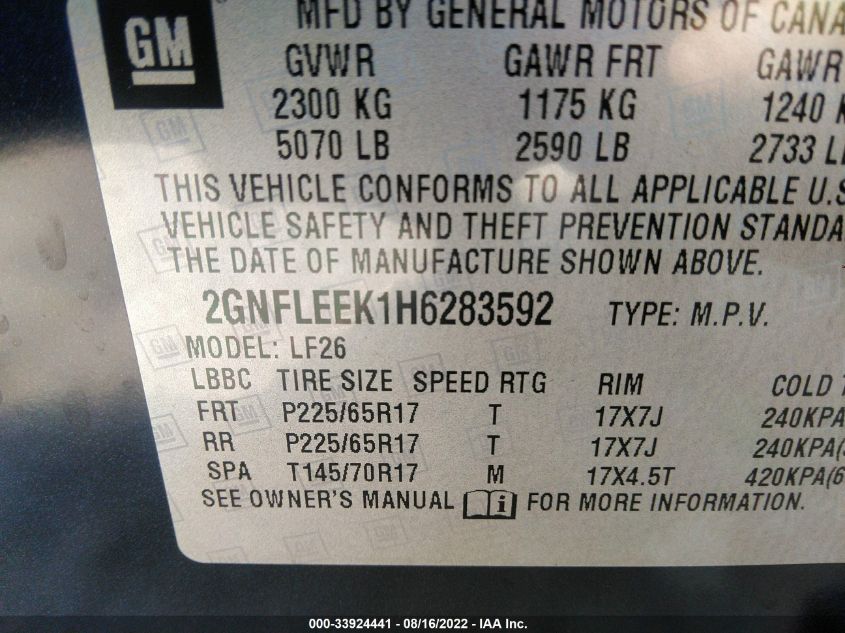 MFD BY GENERAL MOTORS OF CANA
GM
GVWR GAWR FRT GAWR
2300 KG 1175 KG 1240 K
5070 LB 2590 LB 2733 L
THIS VEHICLE CONFORMS TO ALL APPLICABLE U.S
VEHICLE SAFETY AND THEFT PREVENTION STANDA
THE DATE OF MANUFACTURE SHOWN ABOVE.
2GNFLEEK1H6283592 TYPE: M.P.V.
MODEL: LF26
LBBC TIRE SIZE SPEED RTG RIM COLD T
FRT P225/65R17 T 17X7J 240KPA
RR P225/65R17 T 17X7J 240KPA(
SPA T145/70R17 M 17X4.5T 420KPA(6
SEE OWNER'S MANUAL i FOR MORE INFORMATION.
000-33924441 - 08/16/2022 - IAA Inc.